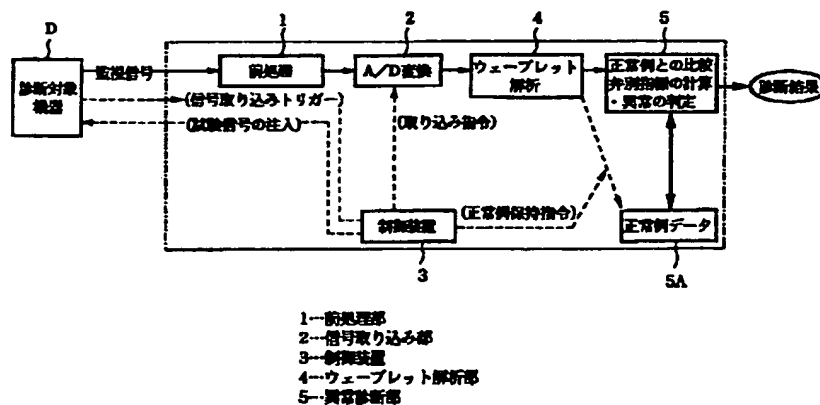 D
1
2
4
5
診断対象
機器
監視信号
前処理
A/D変換
ウェーブレット
解析
正常例との比較
弁別指標の計算
・異常の判定
診断結果
(信号取り込みトリガー)
(試験信号の注入)
(取り込み指令)
(正常例保持指令)
制御装置
正常例データ
3
5A
1…前処理部
2…信号取り込み部
3…制御装置
4…ウェーブレット解析部
5…異常診断部